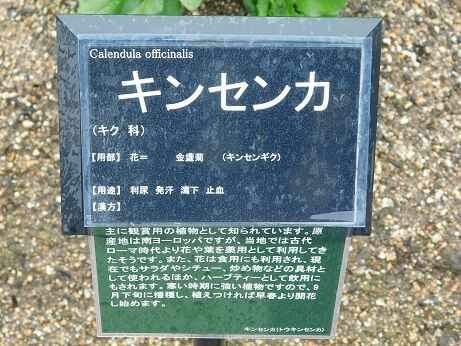 Calendula officinalis
キンセンカ
（キク 科）
【用部】 花＝ 金盞菊 （キンセンギク）
【用途】 利尿 発汗 瀉下 止血
【漢方】
主に観賞用の植物として知られています。原
産地は南ヨーロッパですが、当地では古代
ローマ時代より花や葉を薬用として利用してき
たそうです。また、花は食用にも利用され、現
在でもサラダやシチュー、炒め物などの具材と
して使われるほか、ハーブティーとして飲用に
もされます。寒い時期に強い植物ですので、9
月下旬に播種し、植えつければ早春より開花
し始めます。
キンセンカ（トウキンセンカ）